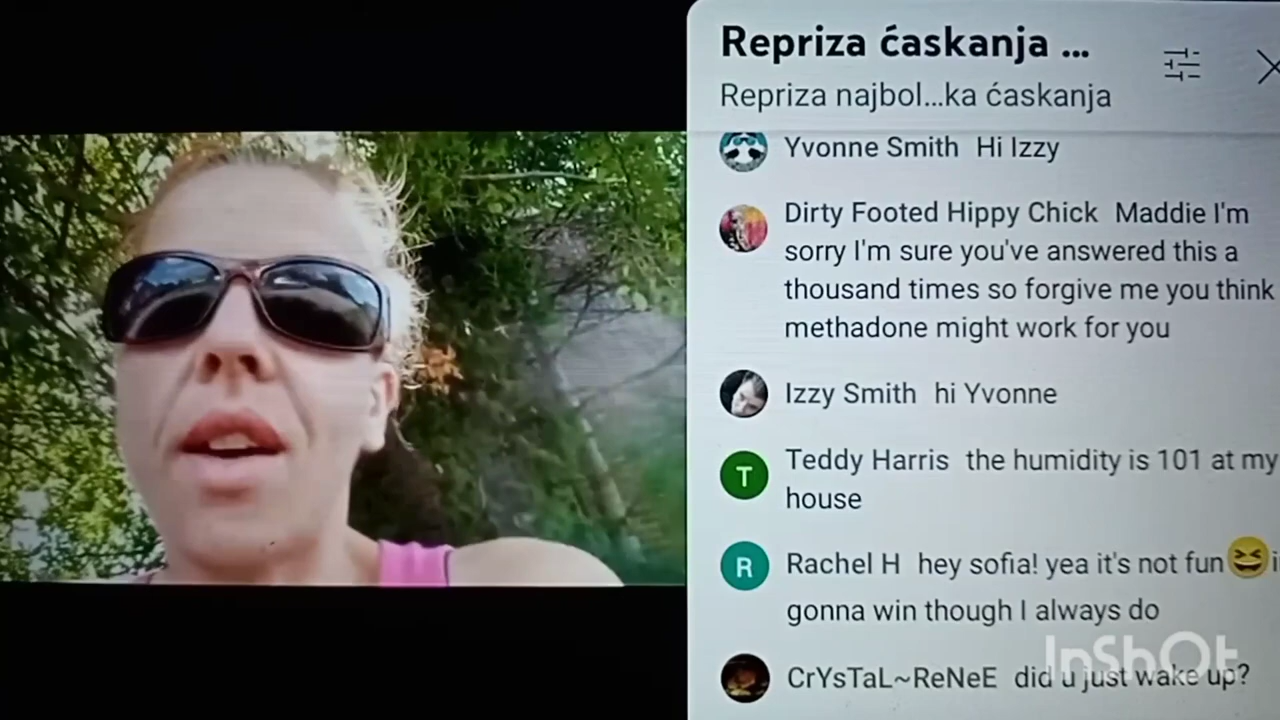 Repriza ćaskanja ...
Repriza najbol...ka ćaskanja
Yvonne Smith Hi Izzy
Dirty Footed Hippy Chick Maddie I'm
sorry I'm sure you've answered this a
thousand times so forgive me you think
methadone might work for you
Izzy Smith hi Yvonne
T
Teddy Harris the humidity is 101 at my
house
R
Rachel H hey sofia! yea it's not fun😆i
gonna win though I always do
CrYsTaL~ReNeE did u just wake up?
InShOt